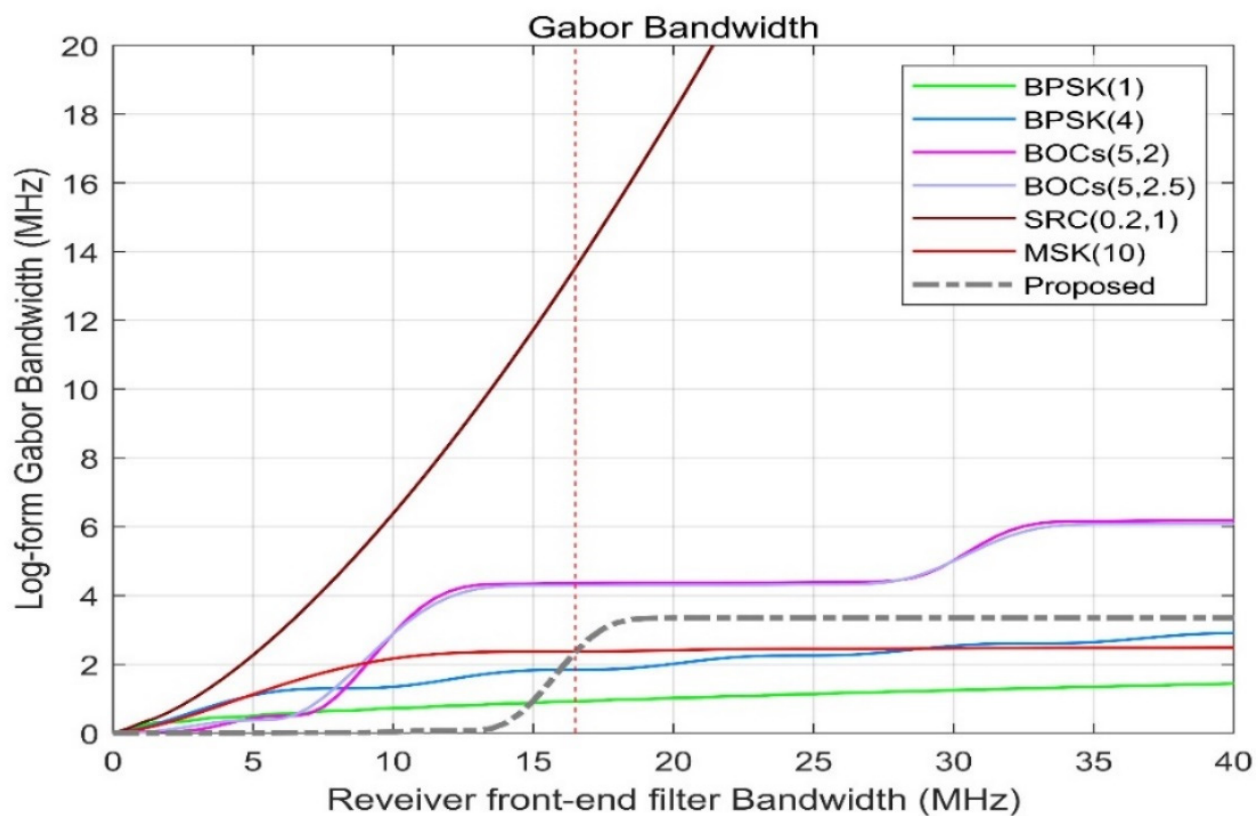 Gabor Bandwidth
Log-form Gabor Bandwidth (MHz)
20
18
16
14
12
10
8
6
4
2
0
BPSK(1)
BPSK(4)
BOCs(5,2)
BOCs(5,2.5)
SRC(0.2,1)
MSK(10)
Proposed
0 5 10 15 20 25 30 35 40
Reveiver front-end filter Bandwidth (MHz)